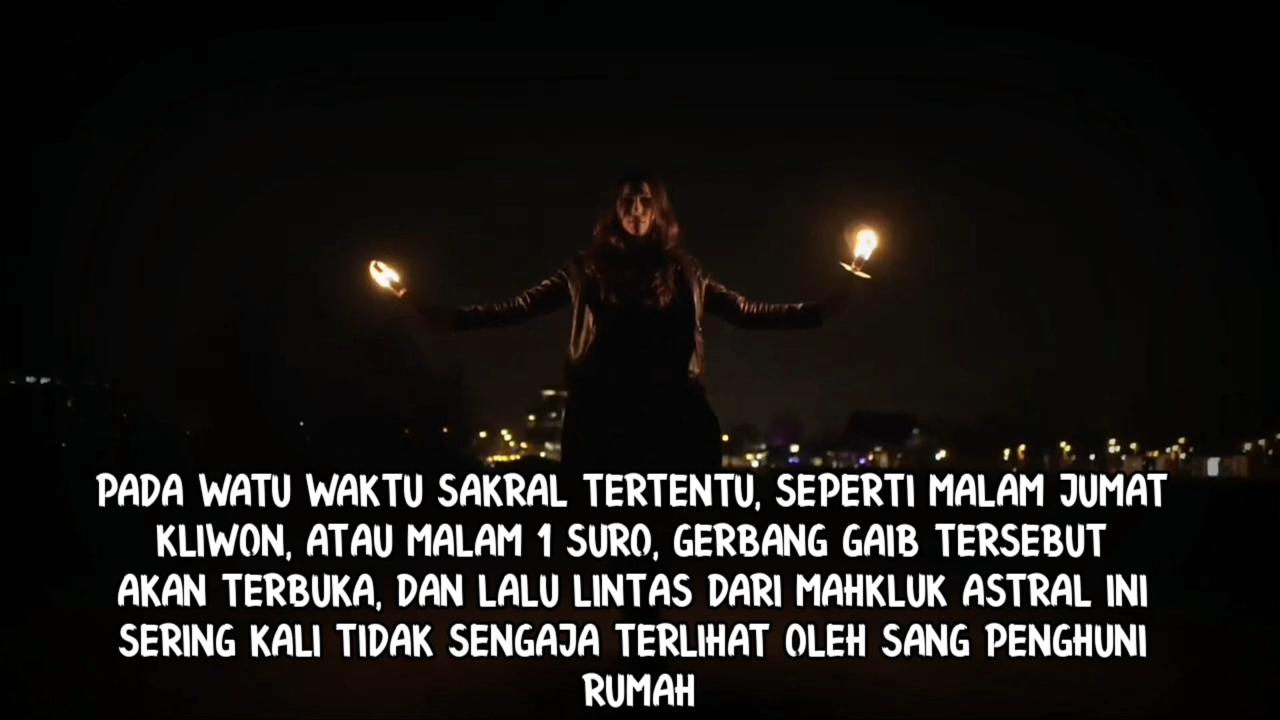 PADA WATU WAKTU SAKRAL TERTENTU, SEPERTI MALAM JUMAT
KLIWON, ATAU MALAM 1 SURO, GERBANG GAIB TERSEBUT
AKAN TERBUKA, DAN LALU LINTAS DARI MAHKLUK ASTRAL INI
SERING KALI TIDAK SENGAJA TERLIHAT OLEH SANG PENGHUNI
RUMAH